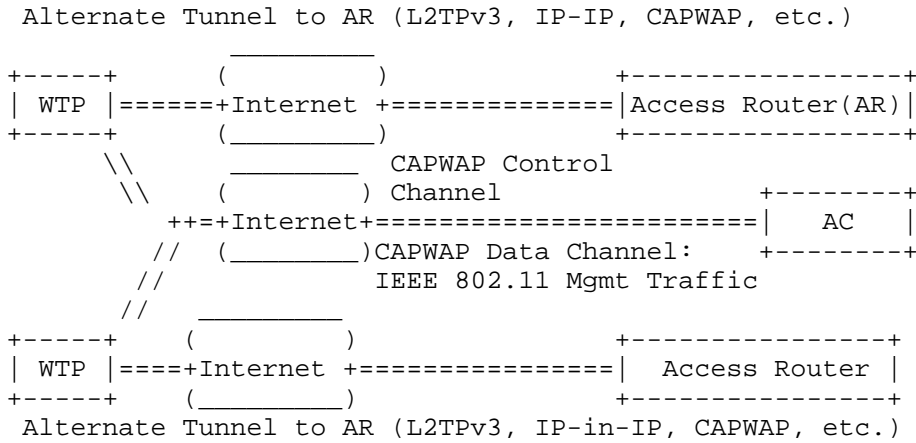 Alternate Tunnel to AR (L2TPv3, IP-IP, CAPWAP, etc.)
WTP Internet Access Router(AR)
CAPWAP Control
Channel
Internet AC
CAPWAP Data Channel:
IEEE 802.11 Mgmt Traffic
WTP Internet Access Router
Alternate Tunnel to AR (L2TPv3, IP-in-IP, CAPWAP, etc.)